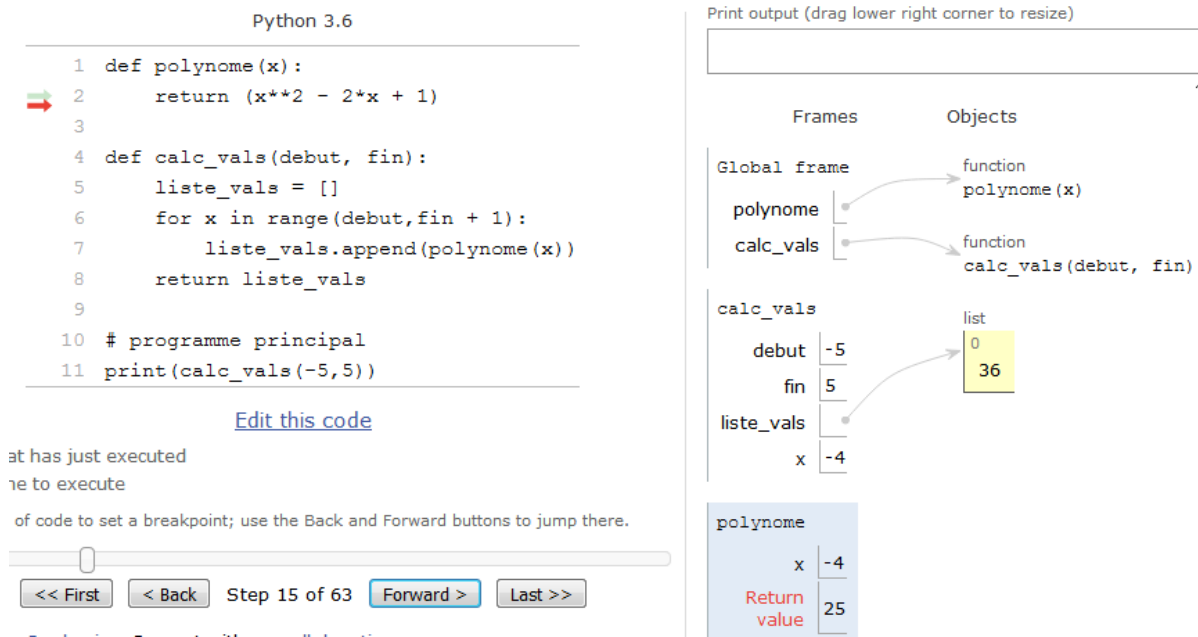 Python 3.6
1 def polynome(x):
2 return (x**2 - 2*x + 1)
3
4 def calc_vals(debut, fin):
5 liste_vals = []
6 for x in range(debut,fin + 1):
7 liste_vals.append(polynome(x))
8 return liste_vals
9
10 # programme principal
11 print(calc_vals(-5,5))
Edit this code
at has just executed
ne to execute
of code to set a breakpoint; use the Back and Forward buttons to jump there.
<< First < Back Step 15 of 63 Forward > Last >>
Print output (drag lower right corner to resize)
Frames Objects
Global frame
polynome
calc_vals
function
polynome(x)
function
calc_vals(debut, fin)
calc_vals
debut -5
fin 5
liste_vals
x -4
list
0
36
polynome
x -4
Return
value 25